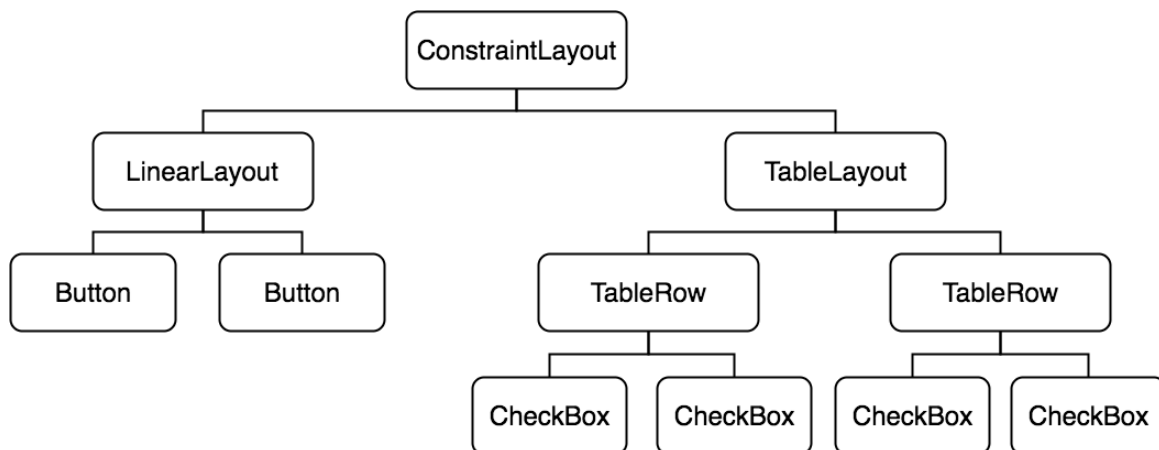 ConstraintLayout
LinearLayout
TableLayout
Button
Button
TableRow
TableRow
CheckBox
CheckBox
CheckBox
CheckBox